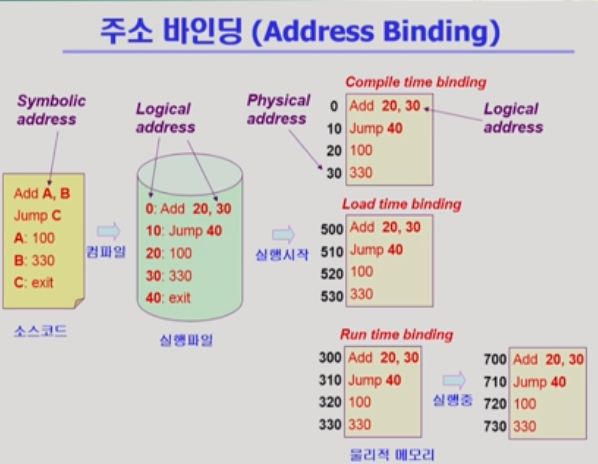 주소 바인딩 (Address Binding)
Symbolic address
Add A, B
Jump C
A: 100
B: 330
C: exit
소스코드
컴파일
Logical address
0: Add 20, 30
10: Jump 40
20: 100
30: 330
40: exit
실행파일
실행시작
Physical address
Compile time binding
0 Add 20, 30
10 Jump 40
20 100
30 330
Logical address
Load time binding
500 Add 20, 30
510 Jump 40
520 100
530 330
Run time binding
300 Add 20, 30
310 Jump 40
320 100
330 330
실행중
700 Add 20, 30
710 Jump 40
720 100
730 330
물리적 메모리